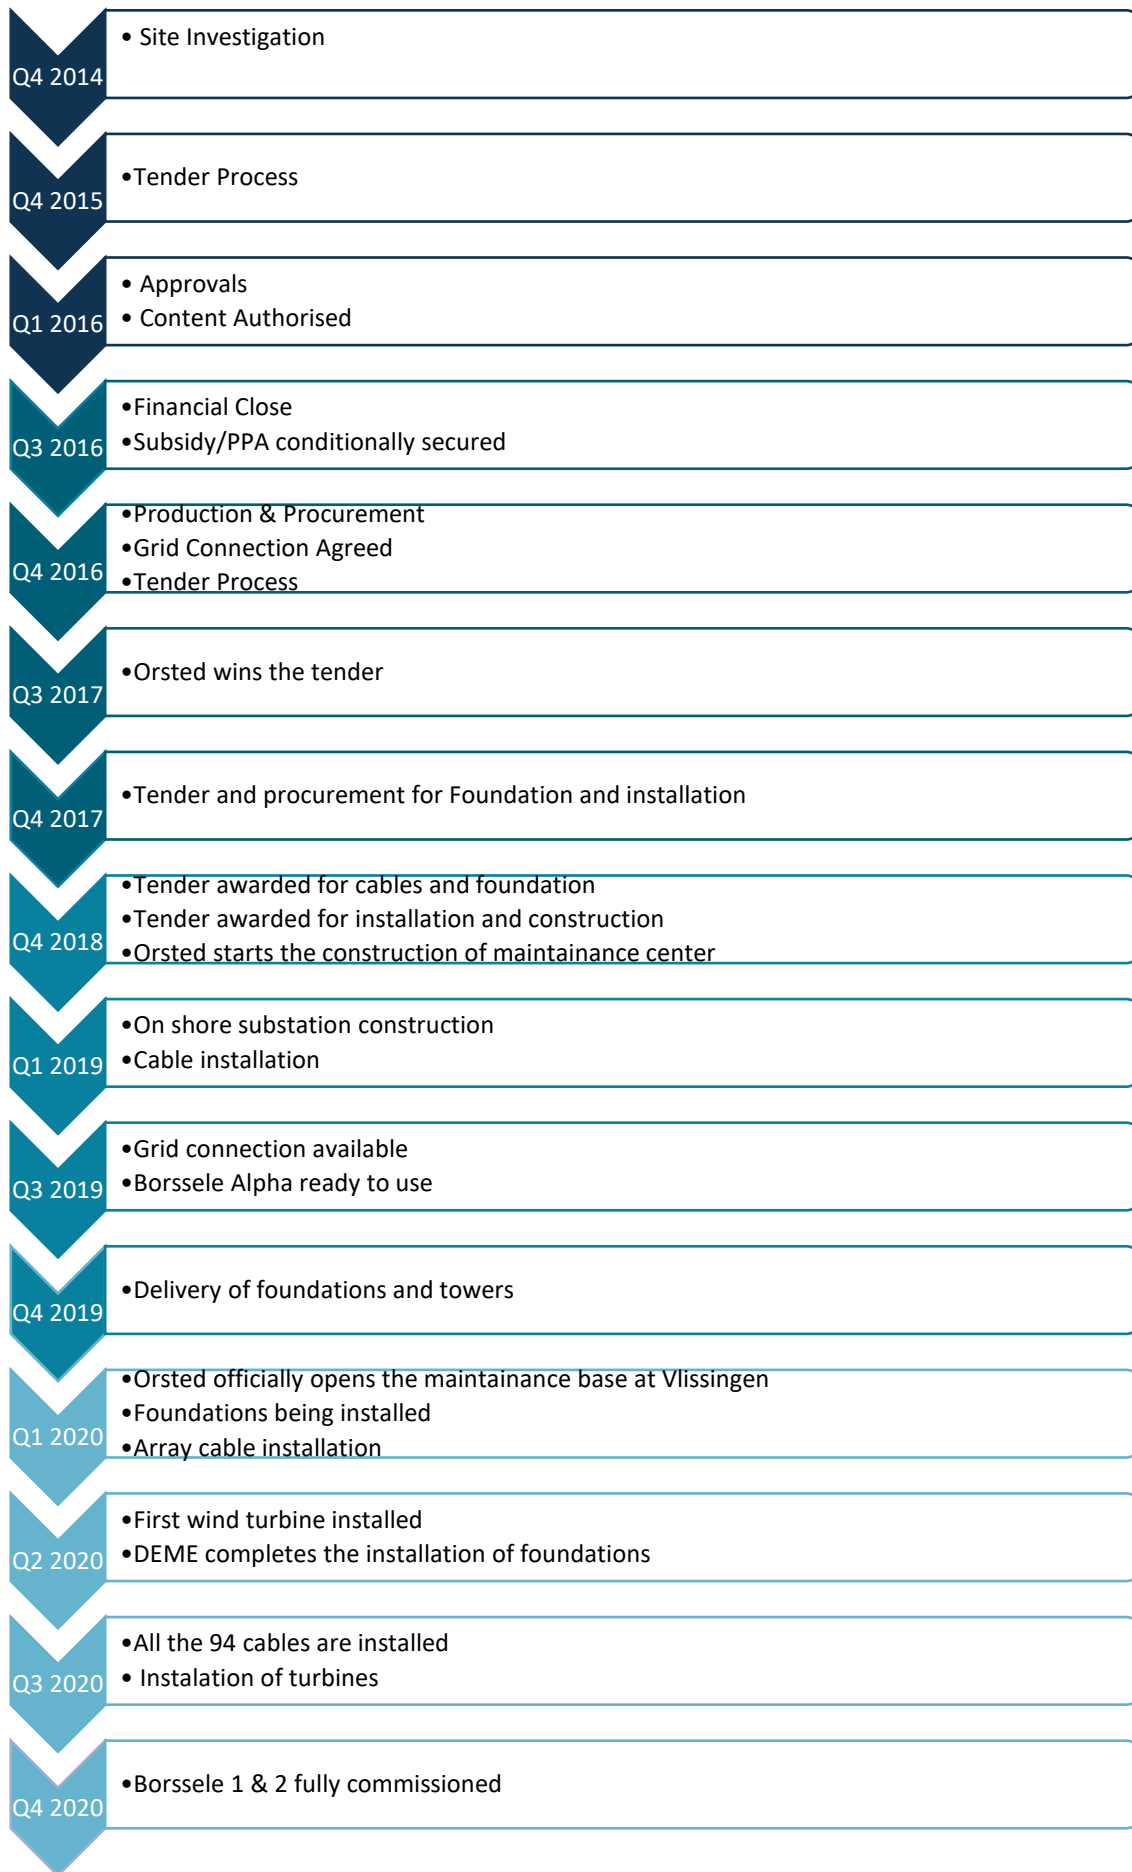 Q4 2014
• Site Investigation
Q4 2015
•Tender Process
Q1 2016
• Approvals
• Content Authorised
Q3 2016
•Financial Close
•Subsidy/PPA conditionally secured
Q4 2016
•Production & Procurement
•Grid Connection Agreed
•Tender Process
Q3 2017
•Orsted wins the tender
Q4 2017
•Tender and procurement for Foundation and installation
Q4 2018
•Tender awarded for cables and foundation
•Tender awarded for installation and construction
•Orsted starts the construction of maintainance center
Q1 2019
•On shore substation construction
•Cable installation
Q3 2019
•Grid connection available
•Borssele Alpha ready to use
Q4 2019
•Delivery of foundations and towers
Q1 2020
•Orsted officially opens the maintainance base at Vlissingen
•Foundations being installed
•Array cable installation
Q2 2020
•First wind turbine installed
•DEME completes the installation of foundations
Q3 2020
•All the 94 cables are installed
• Instalation of turbines
Q4 2020
•Borssele 1 & 2 fully commissioned